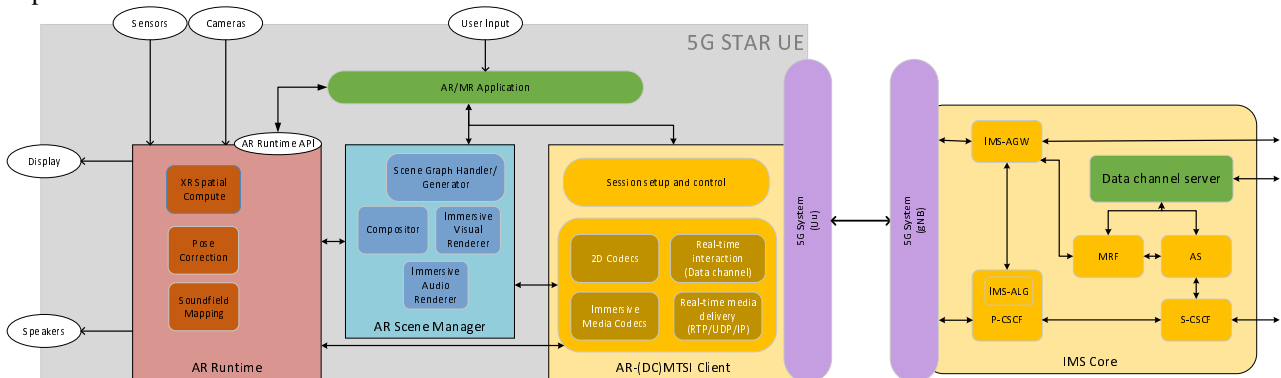 Sensors
Cameras
User Input
5G STAR UE
AR/MR Application
AR Runtime API
Display
XR Spatial
Compute
Pose
Correction
Soundfield
Mapping
Speakers
AR Runtime
Scene Graph Handler/
Generator
Compositor
Immersive
Visual
Renderer
Immersive
Audio
Renderer
AR Scene Manager
Session setup and control
2D Codecs
Real-time
interaction
(Data channel)
Immersive
Media Codecs
Real-time media
delivery
(RTP/UDP/IP)
AR-(DC)MTSI Client
5G System
(Uu)
5G System
(gNB)
IMS-AGW
Data channel server
MRF
AS
IMS-ALG
P-CSCF
S-CSCF
IMS Core